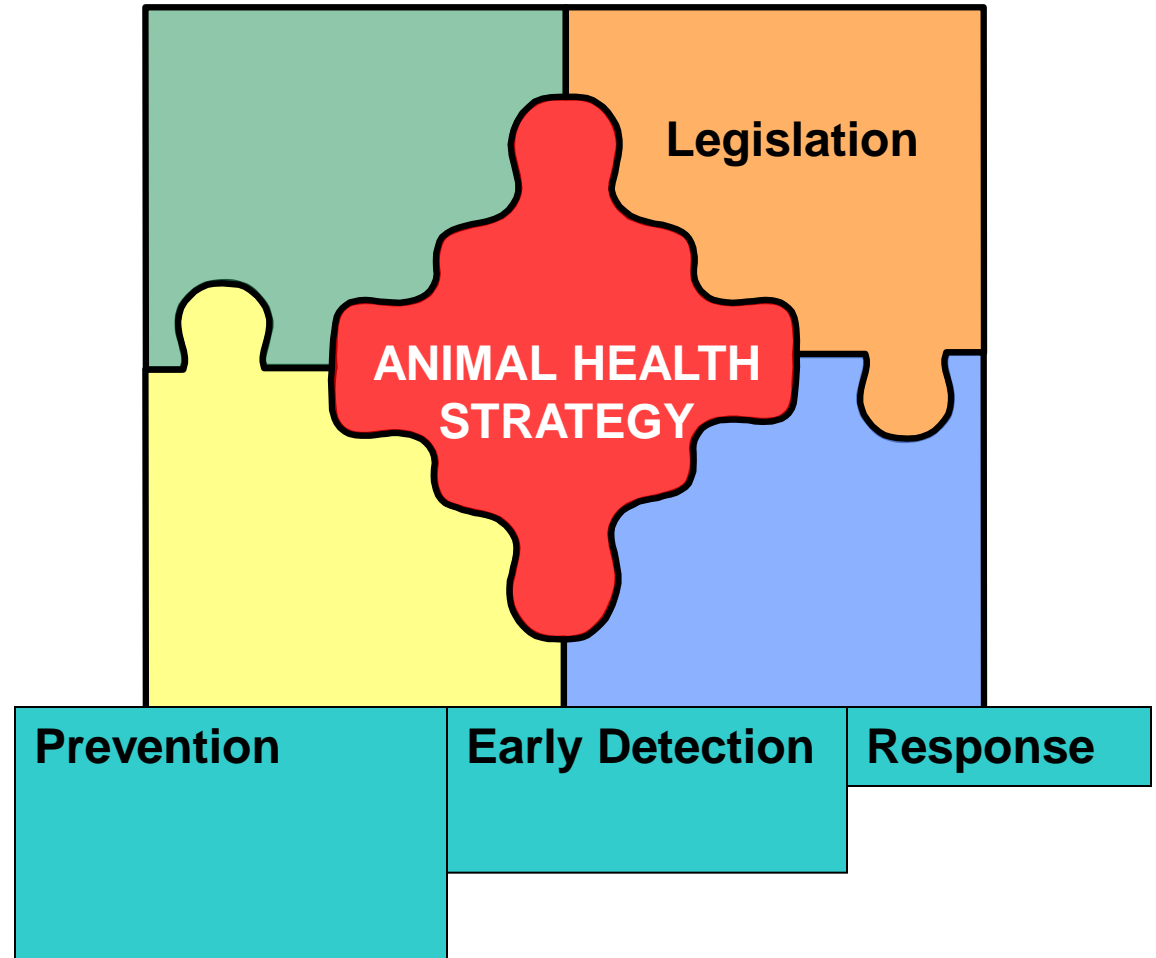 Legislation
ANIMAL HEALTH
STRATEGY
Prevention
Early Detection
Response